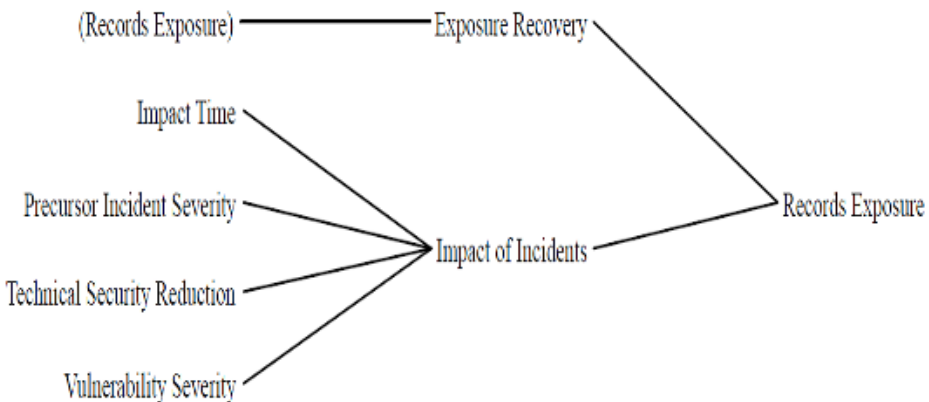 (Records Exposure)
Exposure Recovery
Impact Time
Precursor Incident Severity
Records Exposure
Impact of Incidents
Technical Security Reduction
Vulnerability Severity